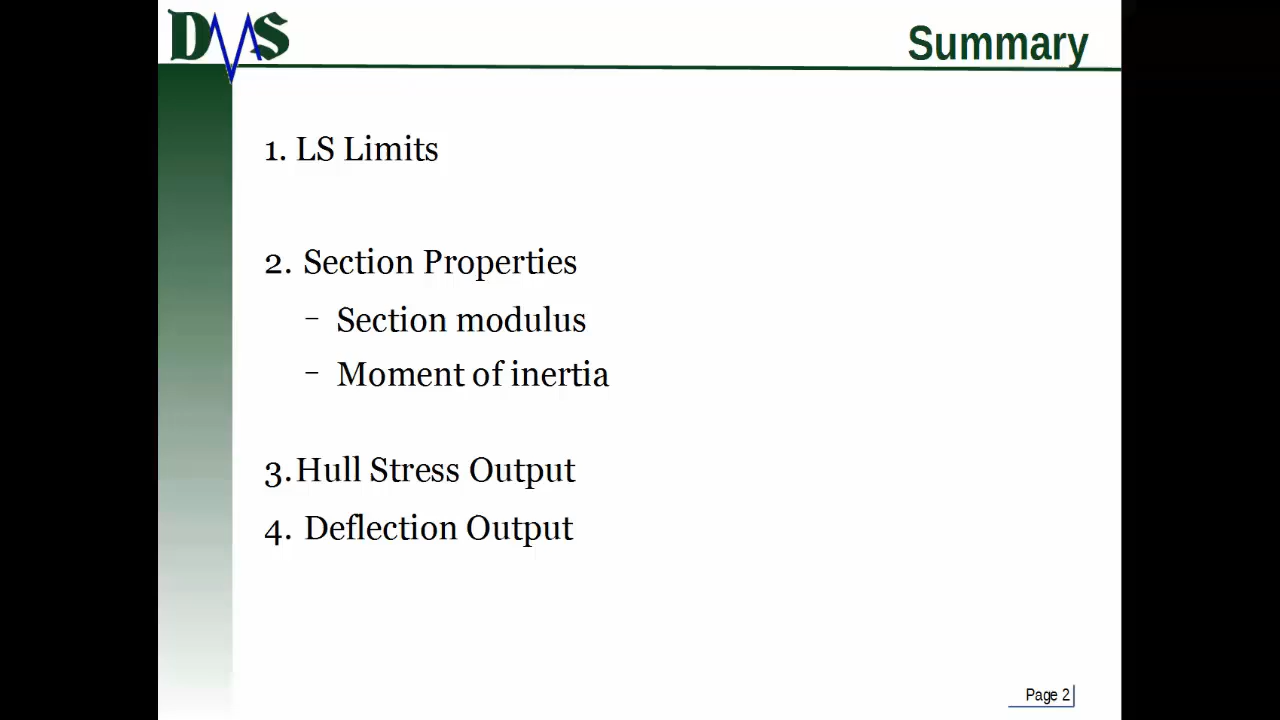 DMS
Summary
1. LS Limits
2. Section Properties
– Section modulus
– Moment of inertia
3. Hull Stress Output
4. Deflection Output
Page 2